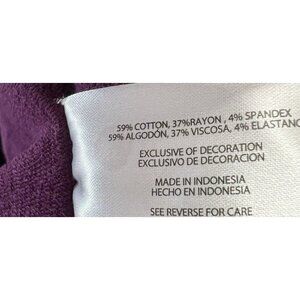 59% COTTON, 37%RAYON , 4% SPANDEX
59% ALGODÓN, 37% VISCOSA, 4% ELASTANO
EXCLUSIVE OF DECORATION
EXCLUSIVO DE DECORACION
MADE IN INDONESIA
HECHO EN INDONESIA
SEE REVERSE FOR CARE